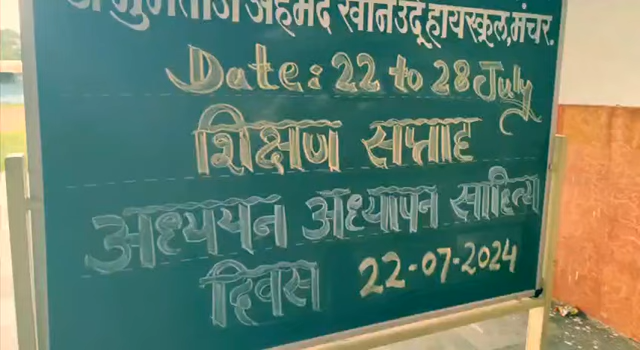 मुमताज अहमद खान उर्दू हायस्कूल, मंचर.
Date: 22 to 28 July
शिक्षण सप्ताह
अध्ययन अध्यापन साहित्य
दिवस 22-07-2024